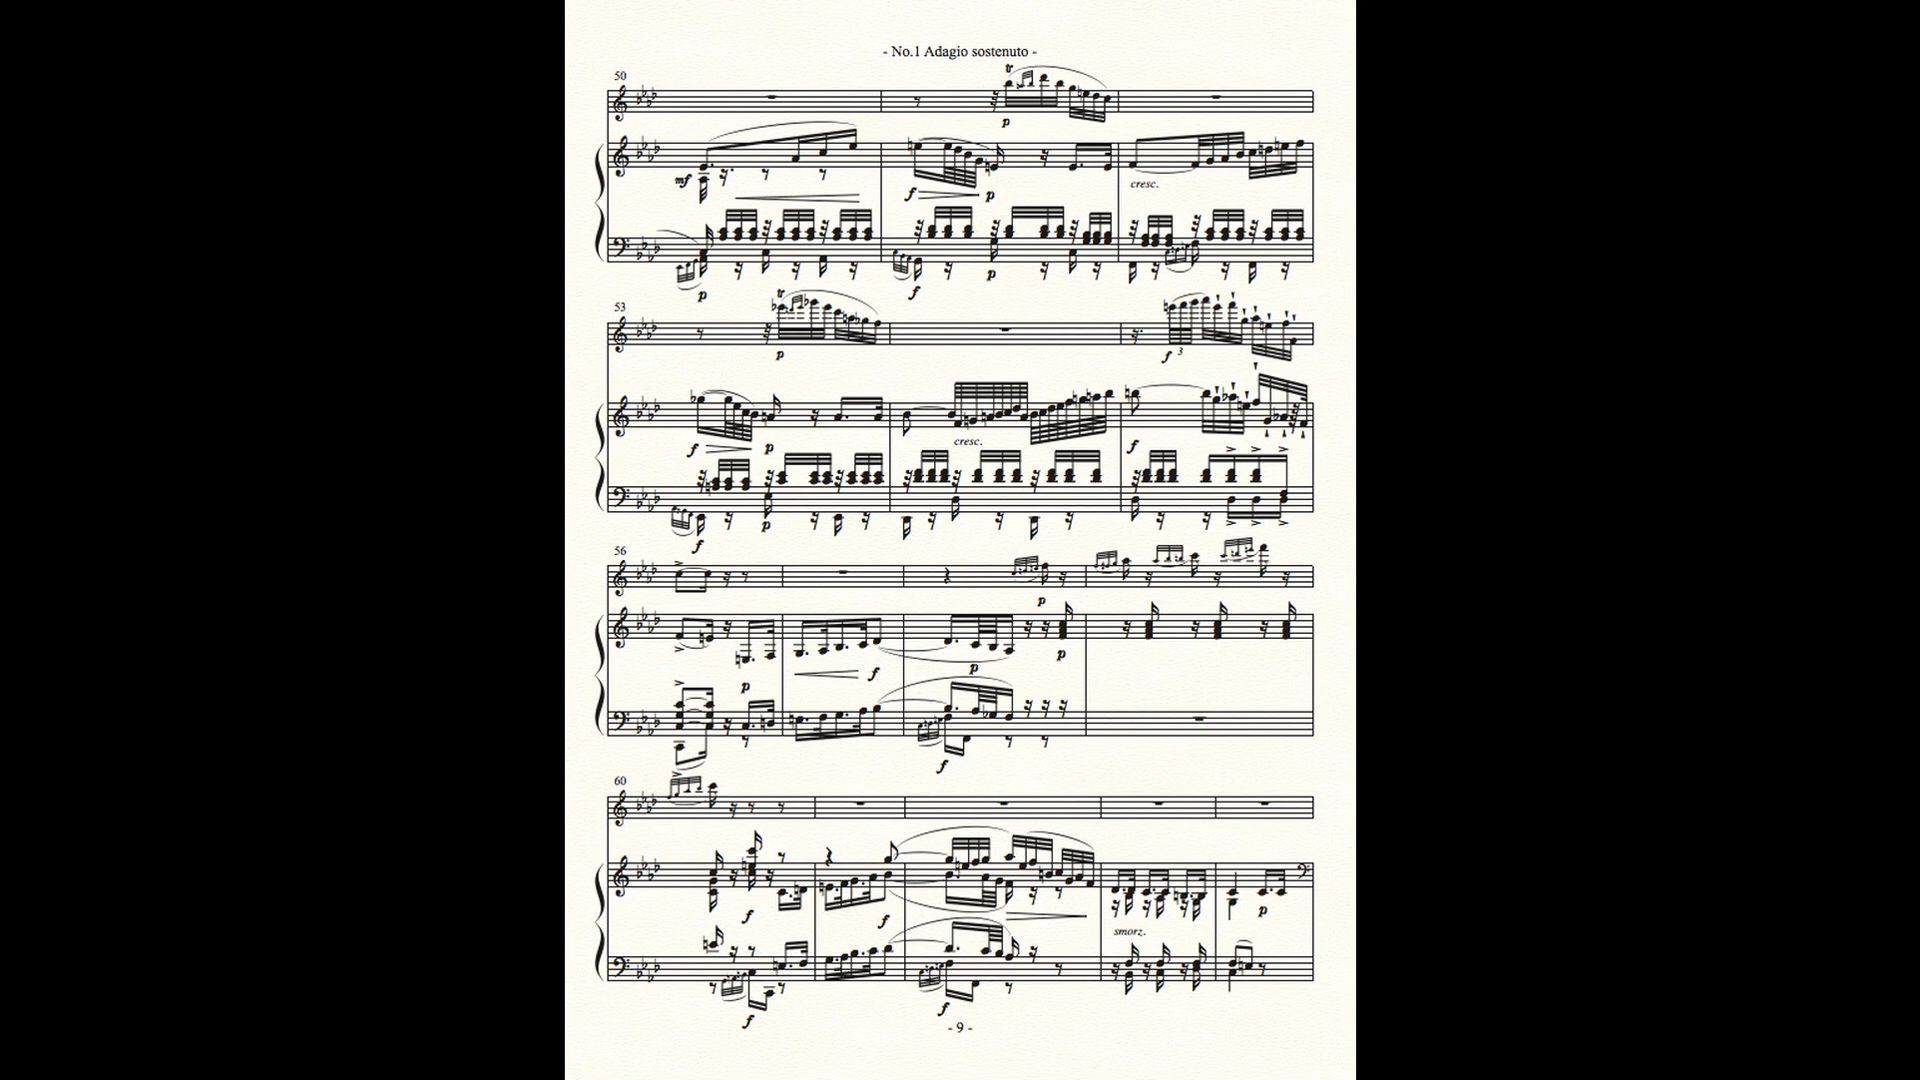 - No.1 Adagio sostenuto -
50
tr
p
mf
f
p
cresc.
p
f
p
53
tr
p
f
3
f
p
cresc.
f
f
p
56
p
p
f
p
p
f
60
f
f
smorz.
p
f
f
- 9 -